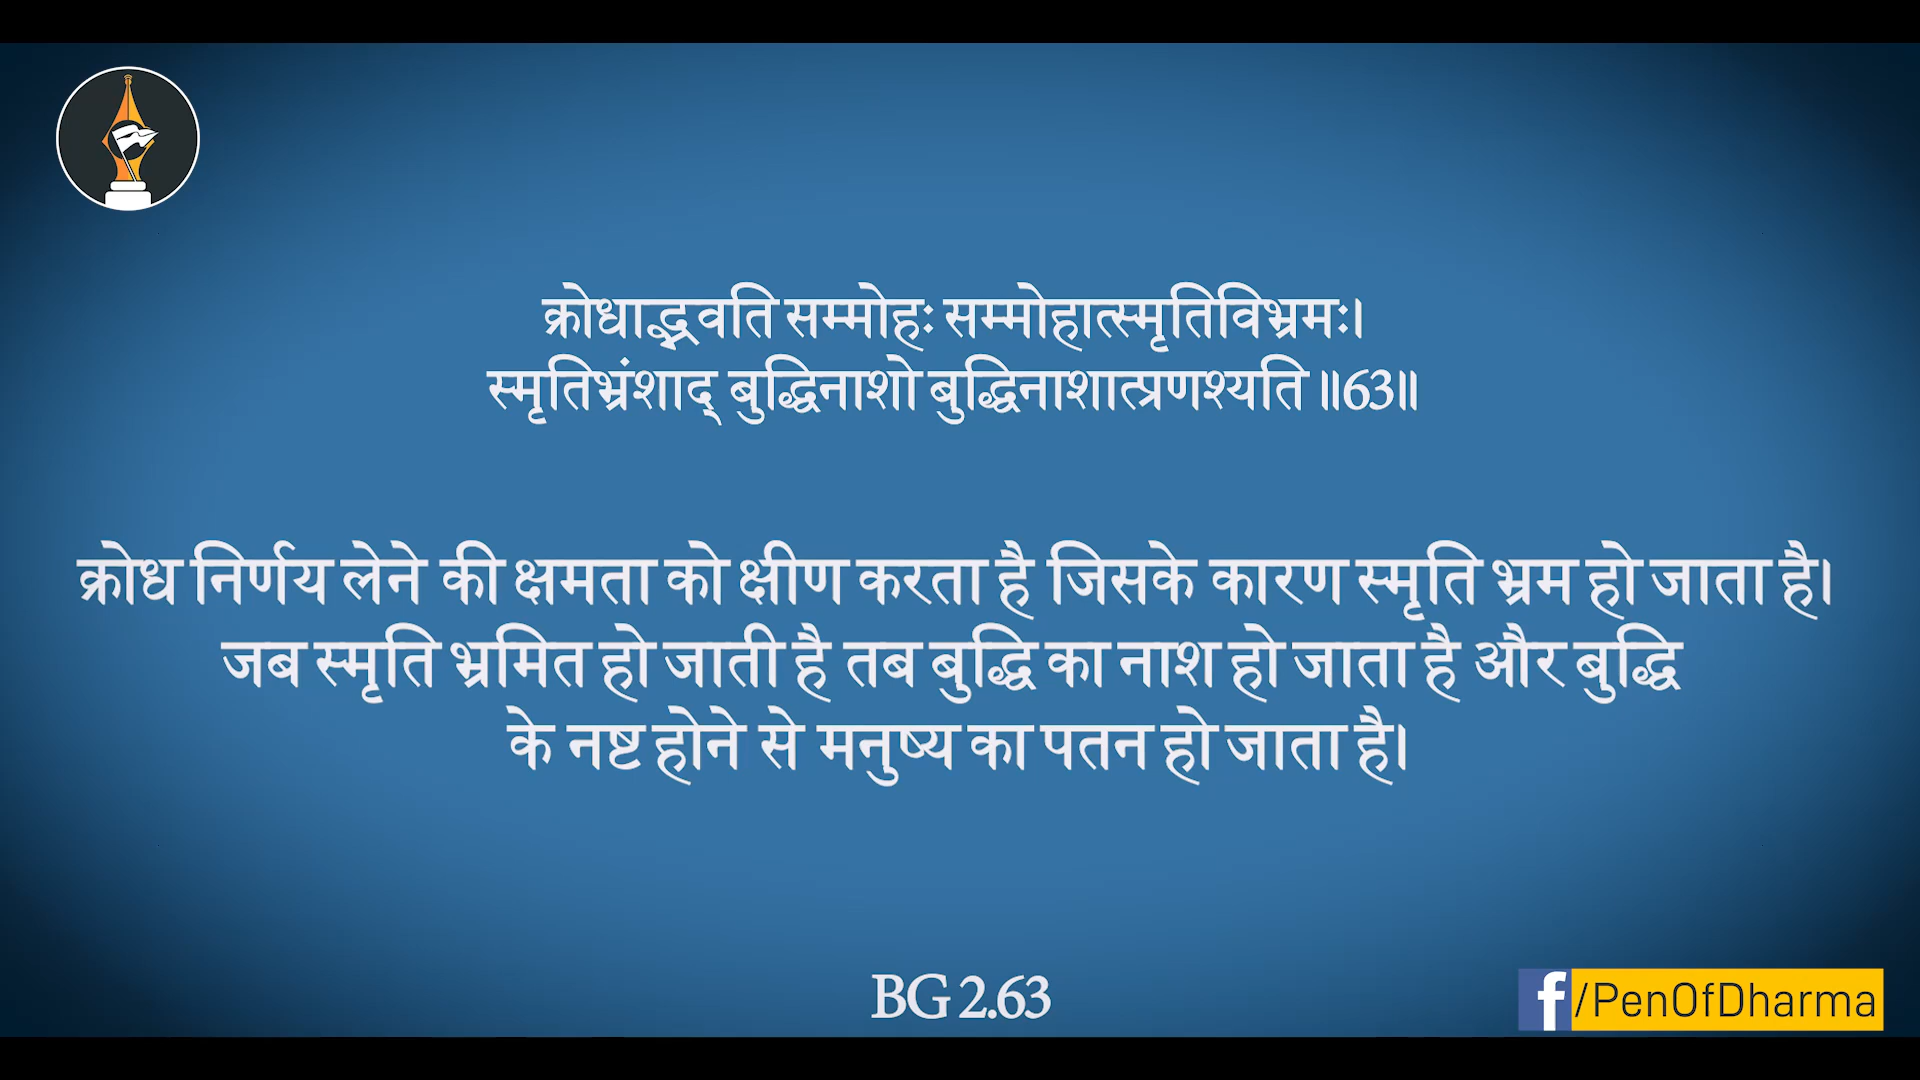 क्रोधाद्भवति सम्मोहः सम्मोहात्स्मृतिविभ्रमः।
स्मृतिभ्रंशाद् बुद्धिनाशो बुद्धिनाशात्प्रणश्यति ॥63॥
क्रोध निर्णय लेने की क्षमता को क्षीण करता है जिसके कारण स्मृति भ्रम हो जाता है।
जब स्मृति भ्रमित हो जाती है तब बुद्धि का नाश हो जाता है और बुद्धि
के नष्ट होने से मनुष्य का पतन हो जाता है।
BG 2.63
f/PenOfDharma